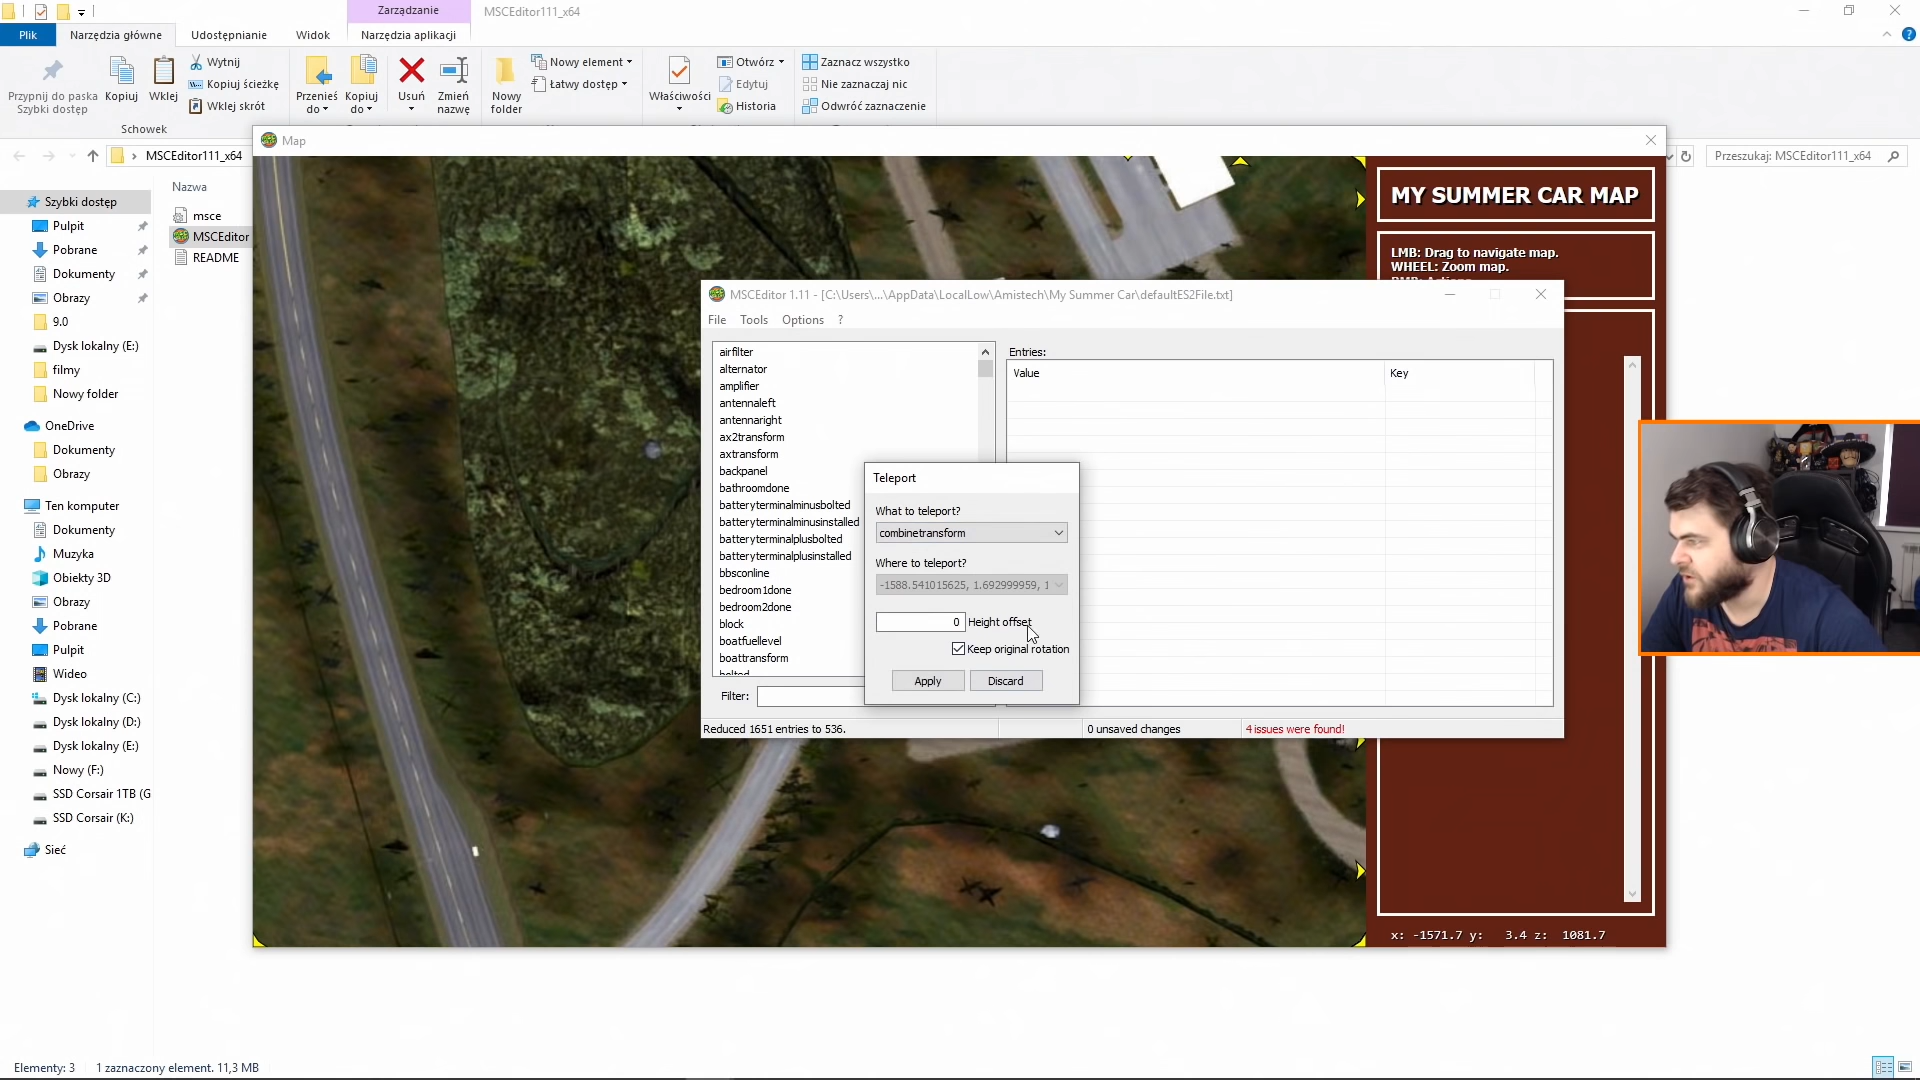 Zarządzanie
MSCEditor111_x64
Plik
Narzędzia główne
Udostępnianie
Widok
Narzędzia aplikacji
Przypnij do paska
Szybki dostęp
Kopiuj
Wklej
Wytnij
Kopiuj ścieżkę
Wklej skrót
Schowek
Przenieś
do
Kopiuj
do
Usuń
Zmień
nazwę
Nowy
folder
Nowy element
Łatwy dostęp
Właściwości
Otwórz
Edytuj
Historia
Zaznacz wszystko
Nie zaznaczaj nic
Odwróć zaznaczenie
MSCEditor111_x64
Przeszukaj: MSCEditor111_x64
Szybki dostęp
Pulpit
Pobrane
Dokumenty
Obrazy
9.0
Dysk lokalny (E:)
filmy
Nowy folder
OneDrive
Dokumenty
Obrazy
Ten komputer
Dokumenty
Muzyka
Obiekty 3D
Obrazy
Pobrane
Pulpit
Wideo
Dysk lokalny (C:)
Dysk lokalny (D:)
Dysk lokalny (E:)
Nowy (F:)
SSD Corsair 1TB (G
SSD Corsair (K:)
Sieć
Nazwa
msce
MSCEditor
README
Map
MY SUMMER CAR MAP
LMB: Drag to navigate map.
WHEEL: Zoom map.
x: -1571.7 y: 3.4 z: 1081.7
MSCEditor 1.11 - [C:\Users\...\AppData\LocalLow\Amistech\My Summer Car\defaultES2File.txt]
File Tools Options ?
airfilter
alternator
amplifier
antennaleft
antennaright
ax2transform
axtransform
backpanel
bathroomdone
batteryterminalminusbolted
batteryterminalminusinstalled
batteryterminalplusbolted
batteryterminalplusinstalled
bbsconline
bedroom1done
bedroom2done
block
boatfuellevel
boattransform
bolted
Filter:
Entries:
Value Key
Teleport
What to teleport?
combinetransform
Where to teleport?
-1588.541015625, 1.692999959, 1
0 Height offset
Keep original rotation
Apply Discard
Reduced 1651 entries to 536.
0 unsaved changes
4 issues were found!
Elementy: 3 1 zaznaczony element. 11,3 MB